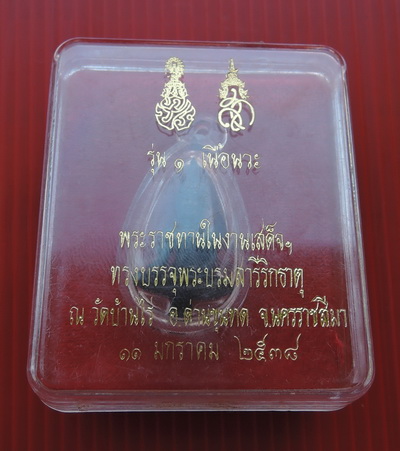 รุ่น ๑ เนื้อนวะ
พระราชทานในงานเสด็จฯ
ทรงบรรจุพระบรมสารีริกธาตุ
ณ วัดบ้านไร่ อ.ด่านขุนทด จ.นครราชสีมา
๑๑ มกราคม ๒๕๓๘